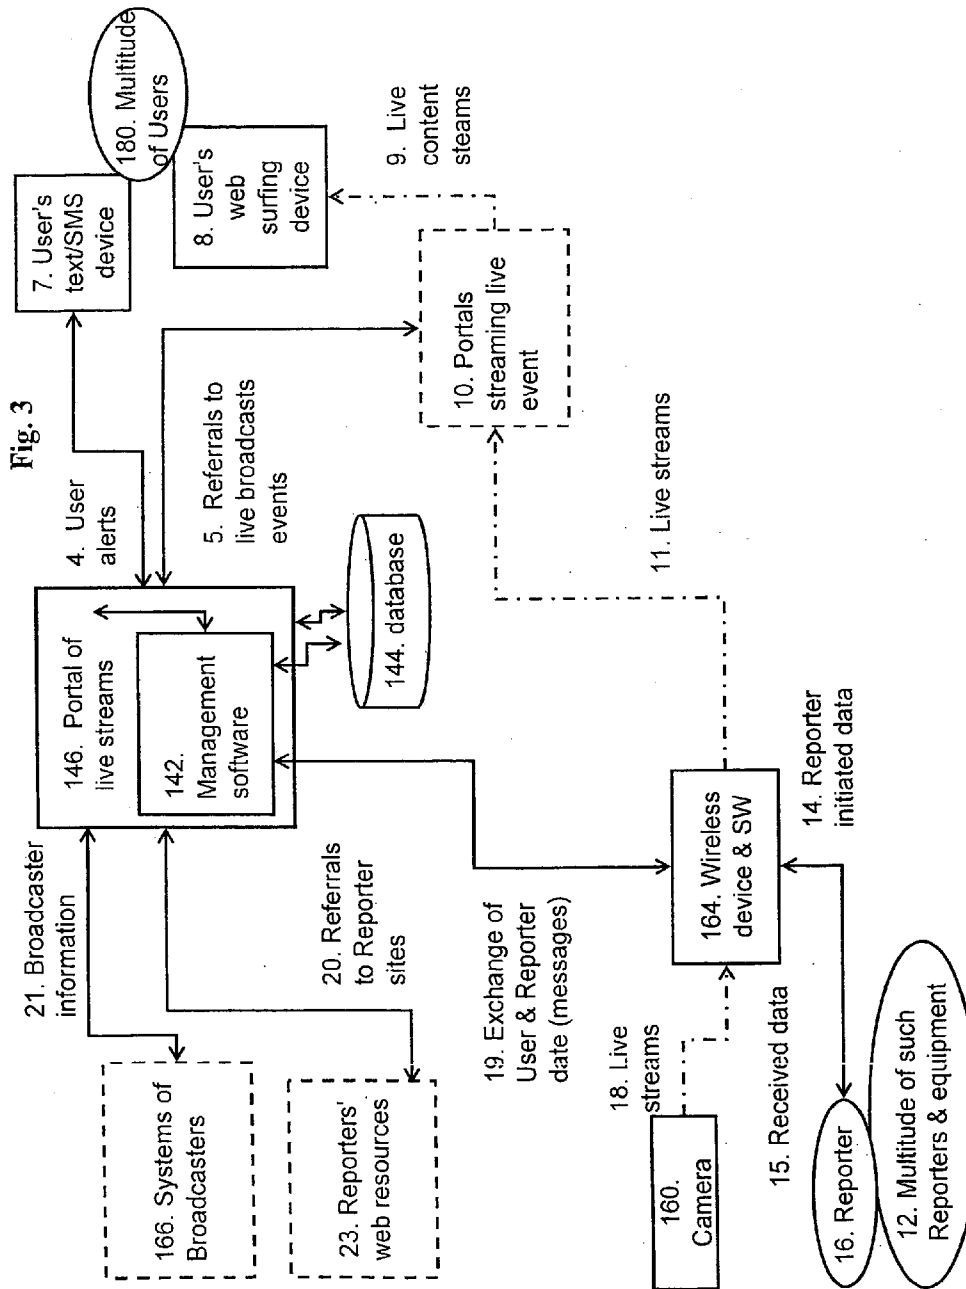 Fig. 3
166. Systems of
Broadcasters
21. Broadcaster
information
146. Portal of
live streams
142.
Management
software
4. User
alerts
7. User's
text/SMS
device
180. Multitude
of Users
8. User's
web
surfing
device
23. Reporters'
web resources
20. Referrals
to Reporter
sites
144. database
5. Referrals to
live broadcasts
events
9. Live
content
steams
10. Portals
streaming live
event
19. Exchange of
User & Reporter
date (messages)
11. Live streams
160.
Camera
18. Live
streams
164. Wireless
device & SW
15. Received data
14. Reporter
initiated data
16. Reporter
12. Multitude of such
Reporters & equipment